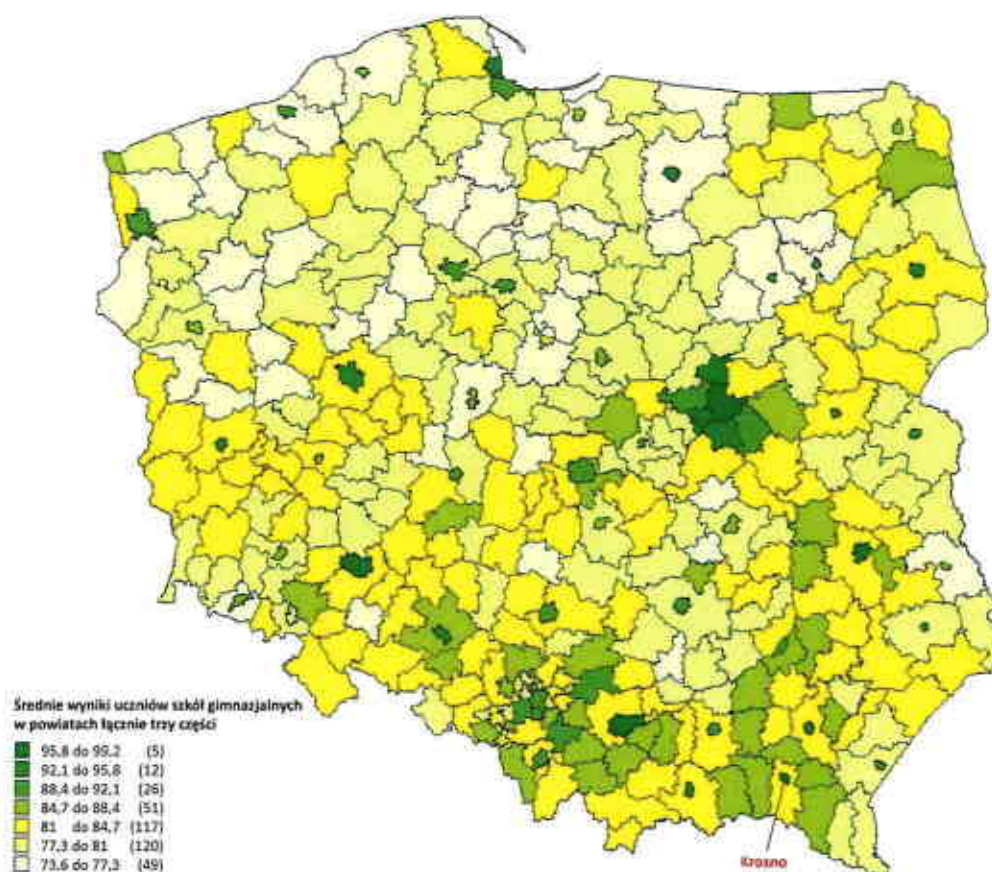 Średnie wyniki uczniów szkół gimnazjalnych
w powiatach łącznie trzy części
95,8 do 99,2 (5)
92,1 do 95,8 (12)
88,4 do 92,1 (26)
84,7 do 88,4 (51)
81 do 84,7 (117)
77,3 do 81 (120)
73,6 do 77,3 (49)
Krosno